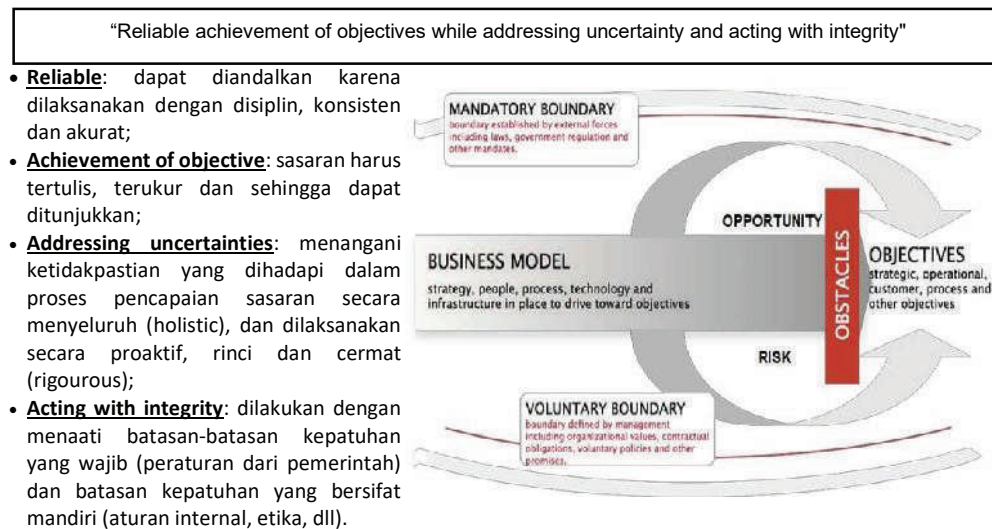 “Reliable achievement of objectives while addressing uncertainty and acting with integrity"
• Reliable: dapat diandalkan karena
dilaksanakan dengan disiplin, konsisten
dan akurat;
• Achievement of objective: sasaran harus
tertulis, terukur dan sehingga dapat
ditunjukkan;
• Addressing uncertainties: menangani
ketidakpastian yang dihadapi dalam
proses pencapaian sasaran secara
menyeluruh (holistic), dan dilaksanakan
secara proaktif, rinci dan cermat
(rigourous);
• Acting with integrity: dilakukan dengan
menaati batasan-batasan kepatuhan
yang wajib (peraturan dari pemerintah)
dan batasan kepatuhan yang bersifat
mandiri (aturan internal, etika, dll).
MANDATORY BOUNDARY
boundary established by external forces
including laws, government regulation and
other mandates.
OPPORTUNITY
BUSINESS MODEL
strategy, people, process, technology and
infrastructure in place to drive toward objectives
OBSTACLES
OBJECTIVES
strategic, operational,
customer, process and
other objectives
RISK
VOLUNTARY BOUNDARY
boundary defined by management
including organizational values, contractual
obligations, voluntary policies and other
promises.